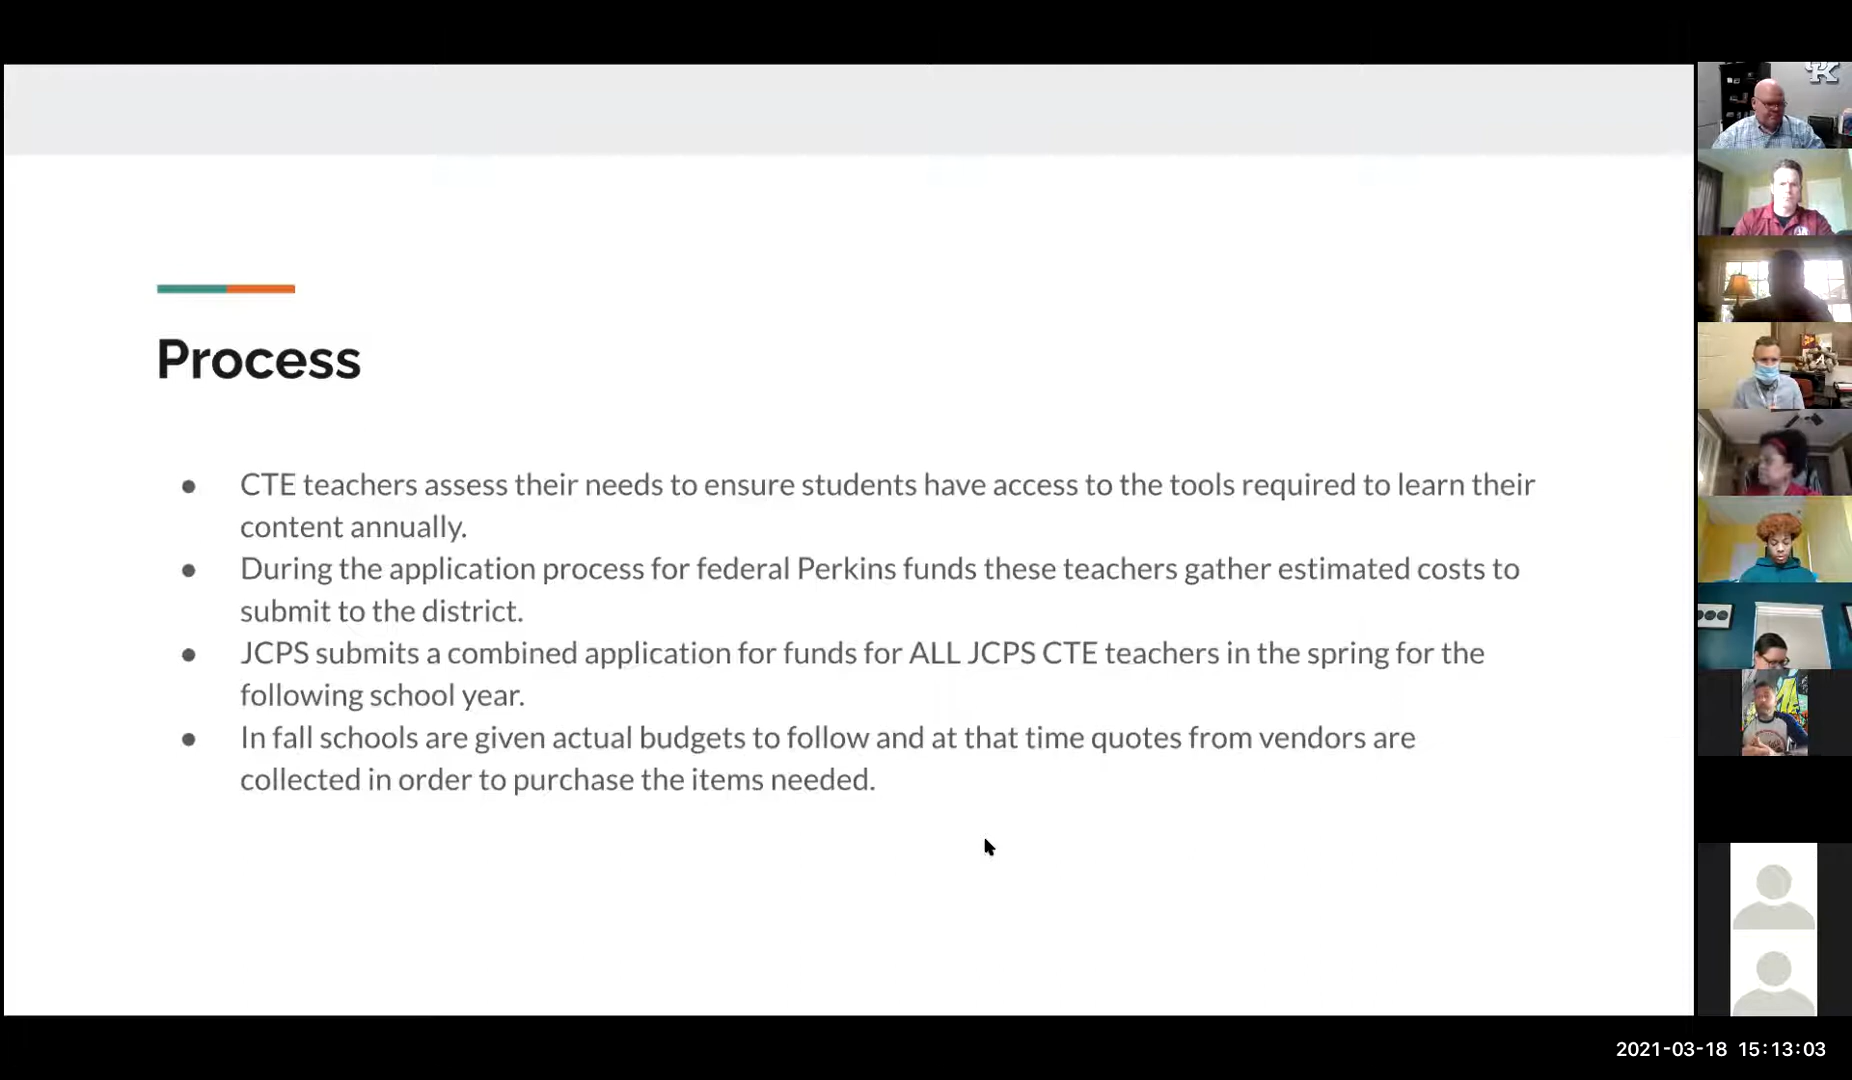 Process
● CTE teachers assess their needs to ensure students have access to the tools required to learn their
content annually.
● During the application process for federal Perkins funds these teachers gather estimated costs to
submit to the district.
● JCPS submits a combined application for funds for ALL JCPS CTE teachers in the spring for the
following school year.
● In fall schools are given actual budgets to follow and at that time quotes from vendors are
collected in order to purchase the items needed.
2021-03-18 15:13:03